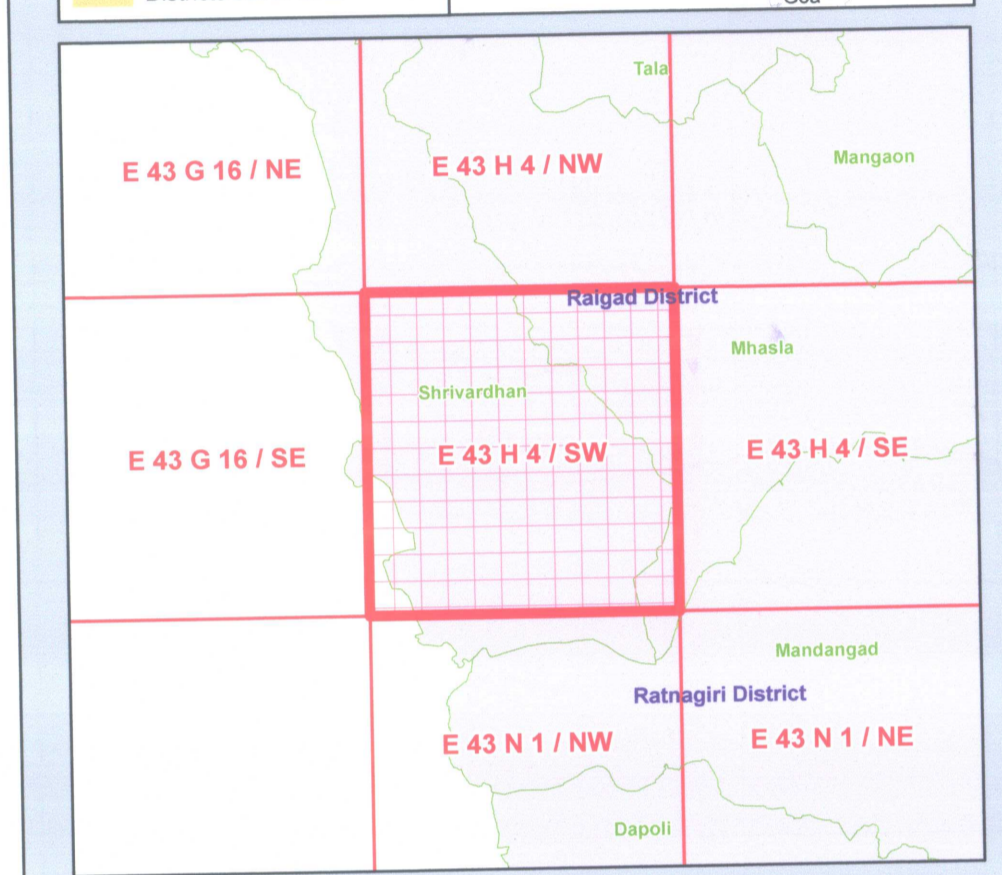 Tala
E 43 G 16 / NE
E 43 H 4 / NW
Mangaon
Raigad District
Mhasla
Shrivardhan
E 43 G 16 / SE
E 43 H 4 / SW
E 43 H 4 / SE
Mandangad
Ratnagiri District
E 43 N 1 / NW
E 43 N 1 / NE
Dapoli